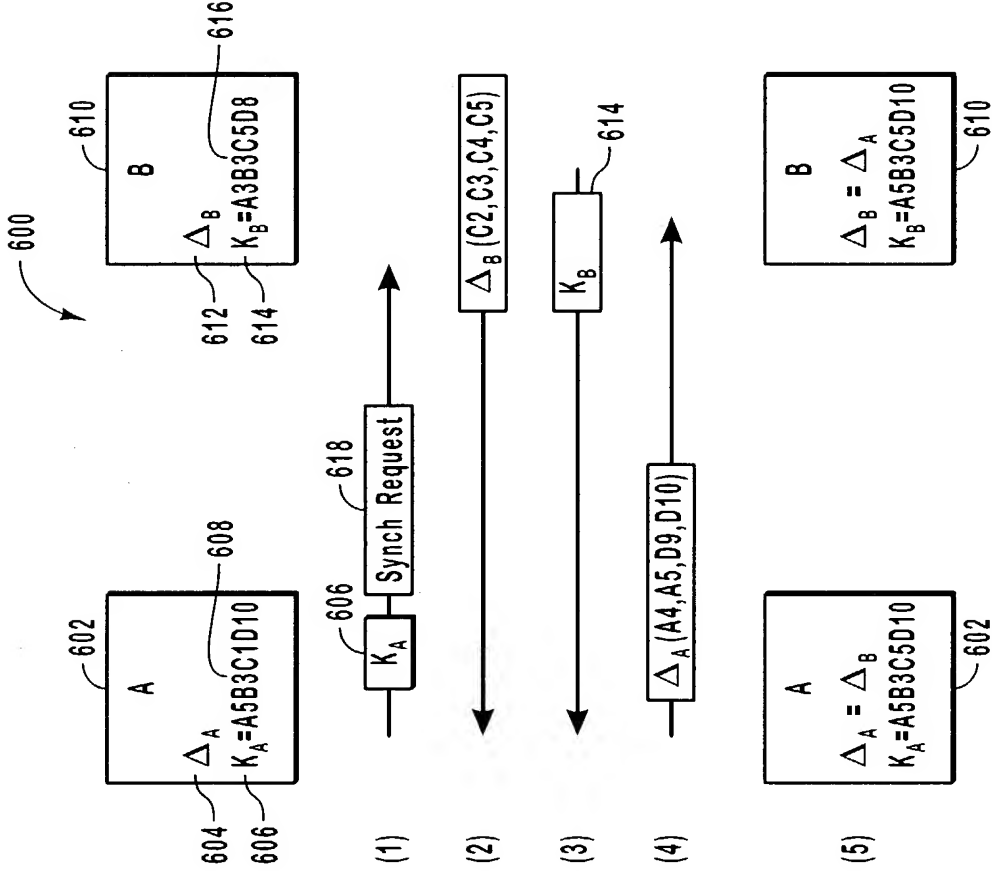 600
602
610
A
Δ_A
K_A=A5B3C1D10
604
606
608
B
Δ_B
K_B=A3B3C5D8
612
614
616
(1)
606
K_A
618
Synch Request
(2)
Δ_B (C2,C3,C4,C5)
(3)
K_B
614
(4)
Δ_A (A4,A5,D9,D10)
(5)
A
Δ_A = Δ_B
K_A=A5B3C5D10
602
B
Δ_B = Δ_A
K_B=A5B3C5D10
610